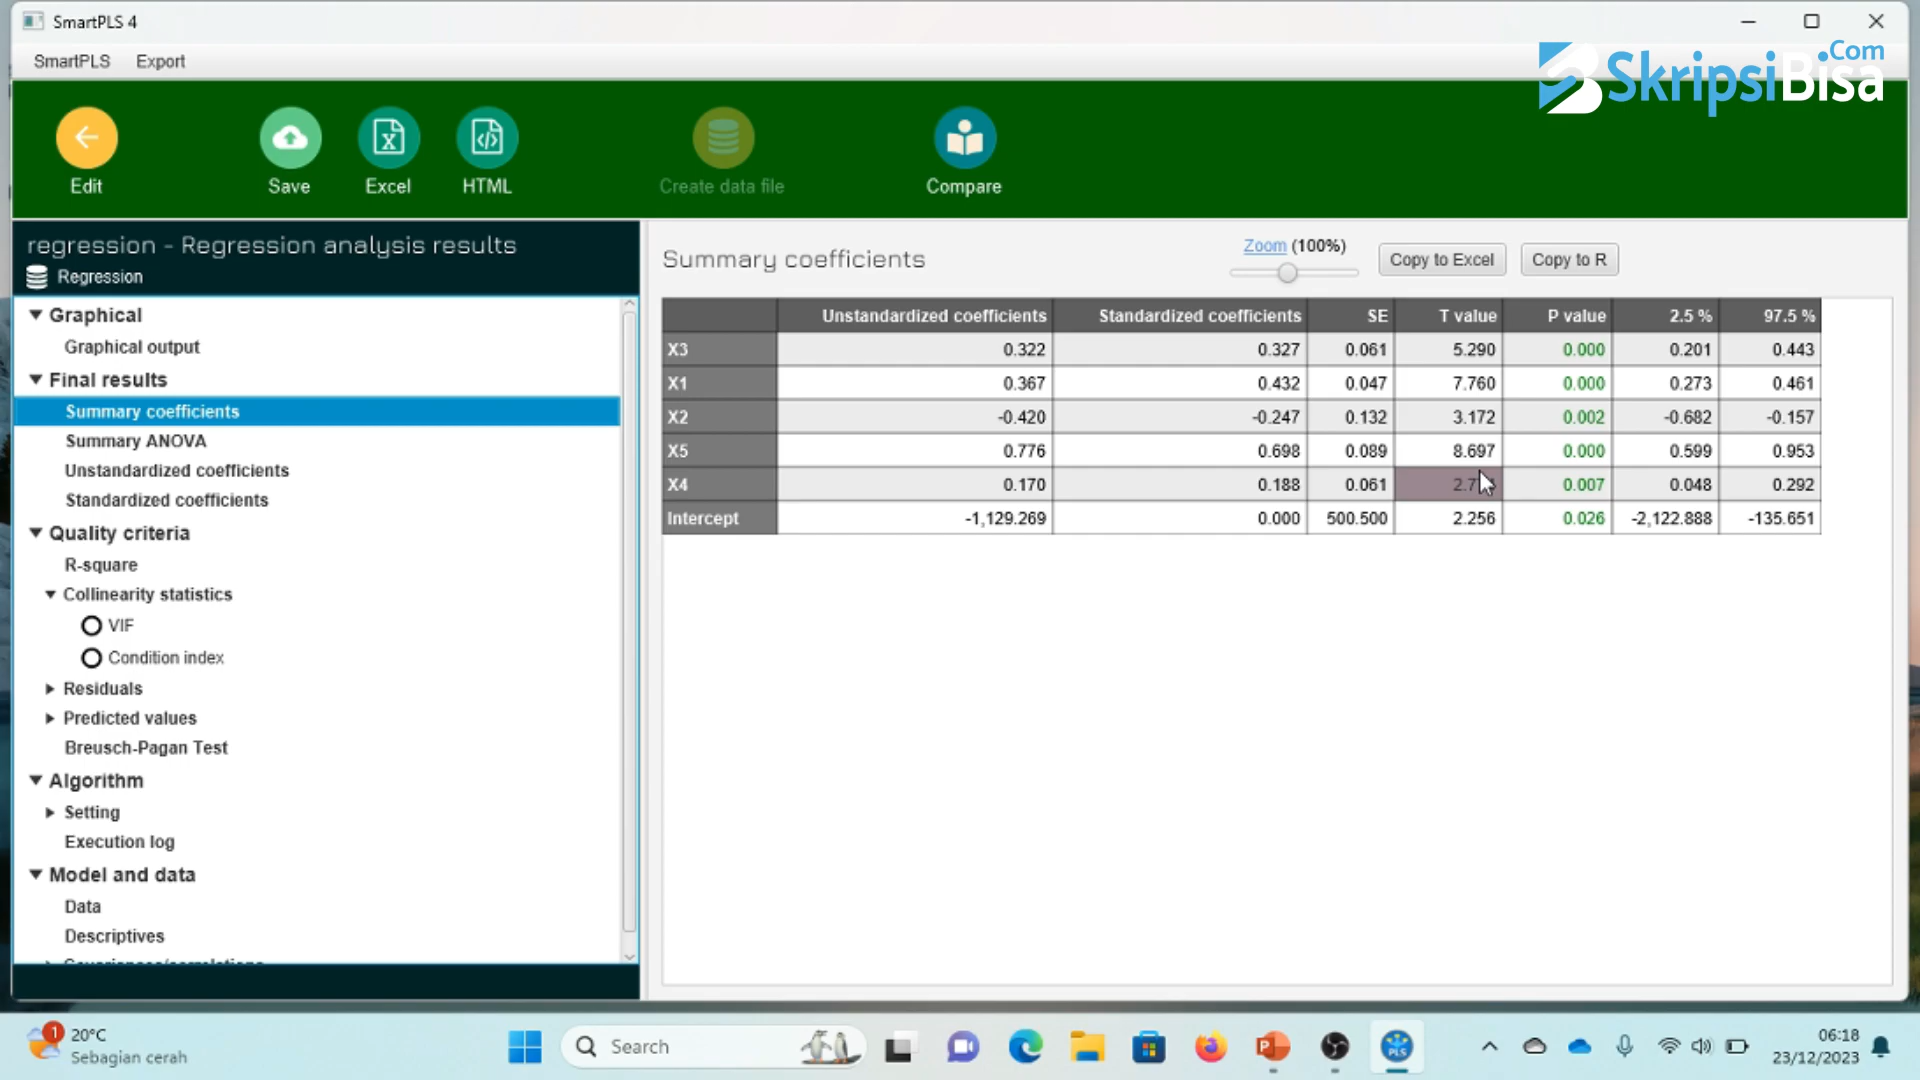 SmartPLS 4
SmartPLS Export
SkripsiBisa.Com
Edit Save Excel HTML Create data file Compare
regression - Regression analysis results
Regression
Graphical
Graphical output
Final results
Summary coefficients
Summary ANOVA
Unstandardized coefficients
Standardized coefficients
Quality criteria
R-square
Collinearity statistics
VIF
Condition index
Residuals
Predicted values
Breusch-Pagan Test
Algorithm
Setting
Execution log
Model and data
Data
Descriptives
Summary coefficients
Zoom (100%) Copy to Excel Copy to R
Unstandardized coefficients Standardized coefficients SE T value P value 2.5 % 97.5 %
X3 0.322 0.327 0.061 5.290 0.000 0.201 0.443
X1 0.367 0.432 0.047 7.760 0.000 0.273 0.461
X2 -0.420 -0.247 0.132 3.172 0.002 -0.682 -0.157
X5 0.776 0.698 0.089 8.697 0.000 0.599 0.953
X4 0.170 0.188 0.061 0.007 0.048 0.292
Intercept -1,129.269 0.000 500.500 2.256 0.026 -2,122.888 -135.651
1 20°C
Sebagian cerah
Search
PLS
06:18
23/12/2023